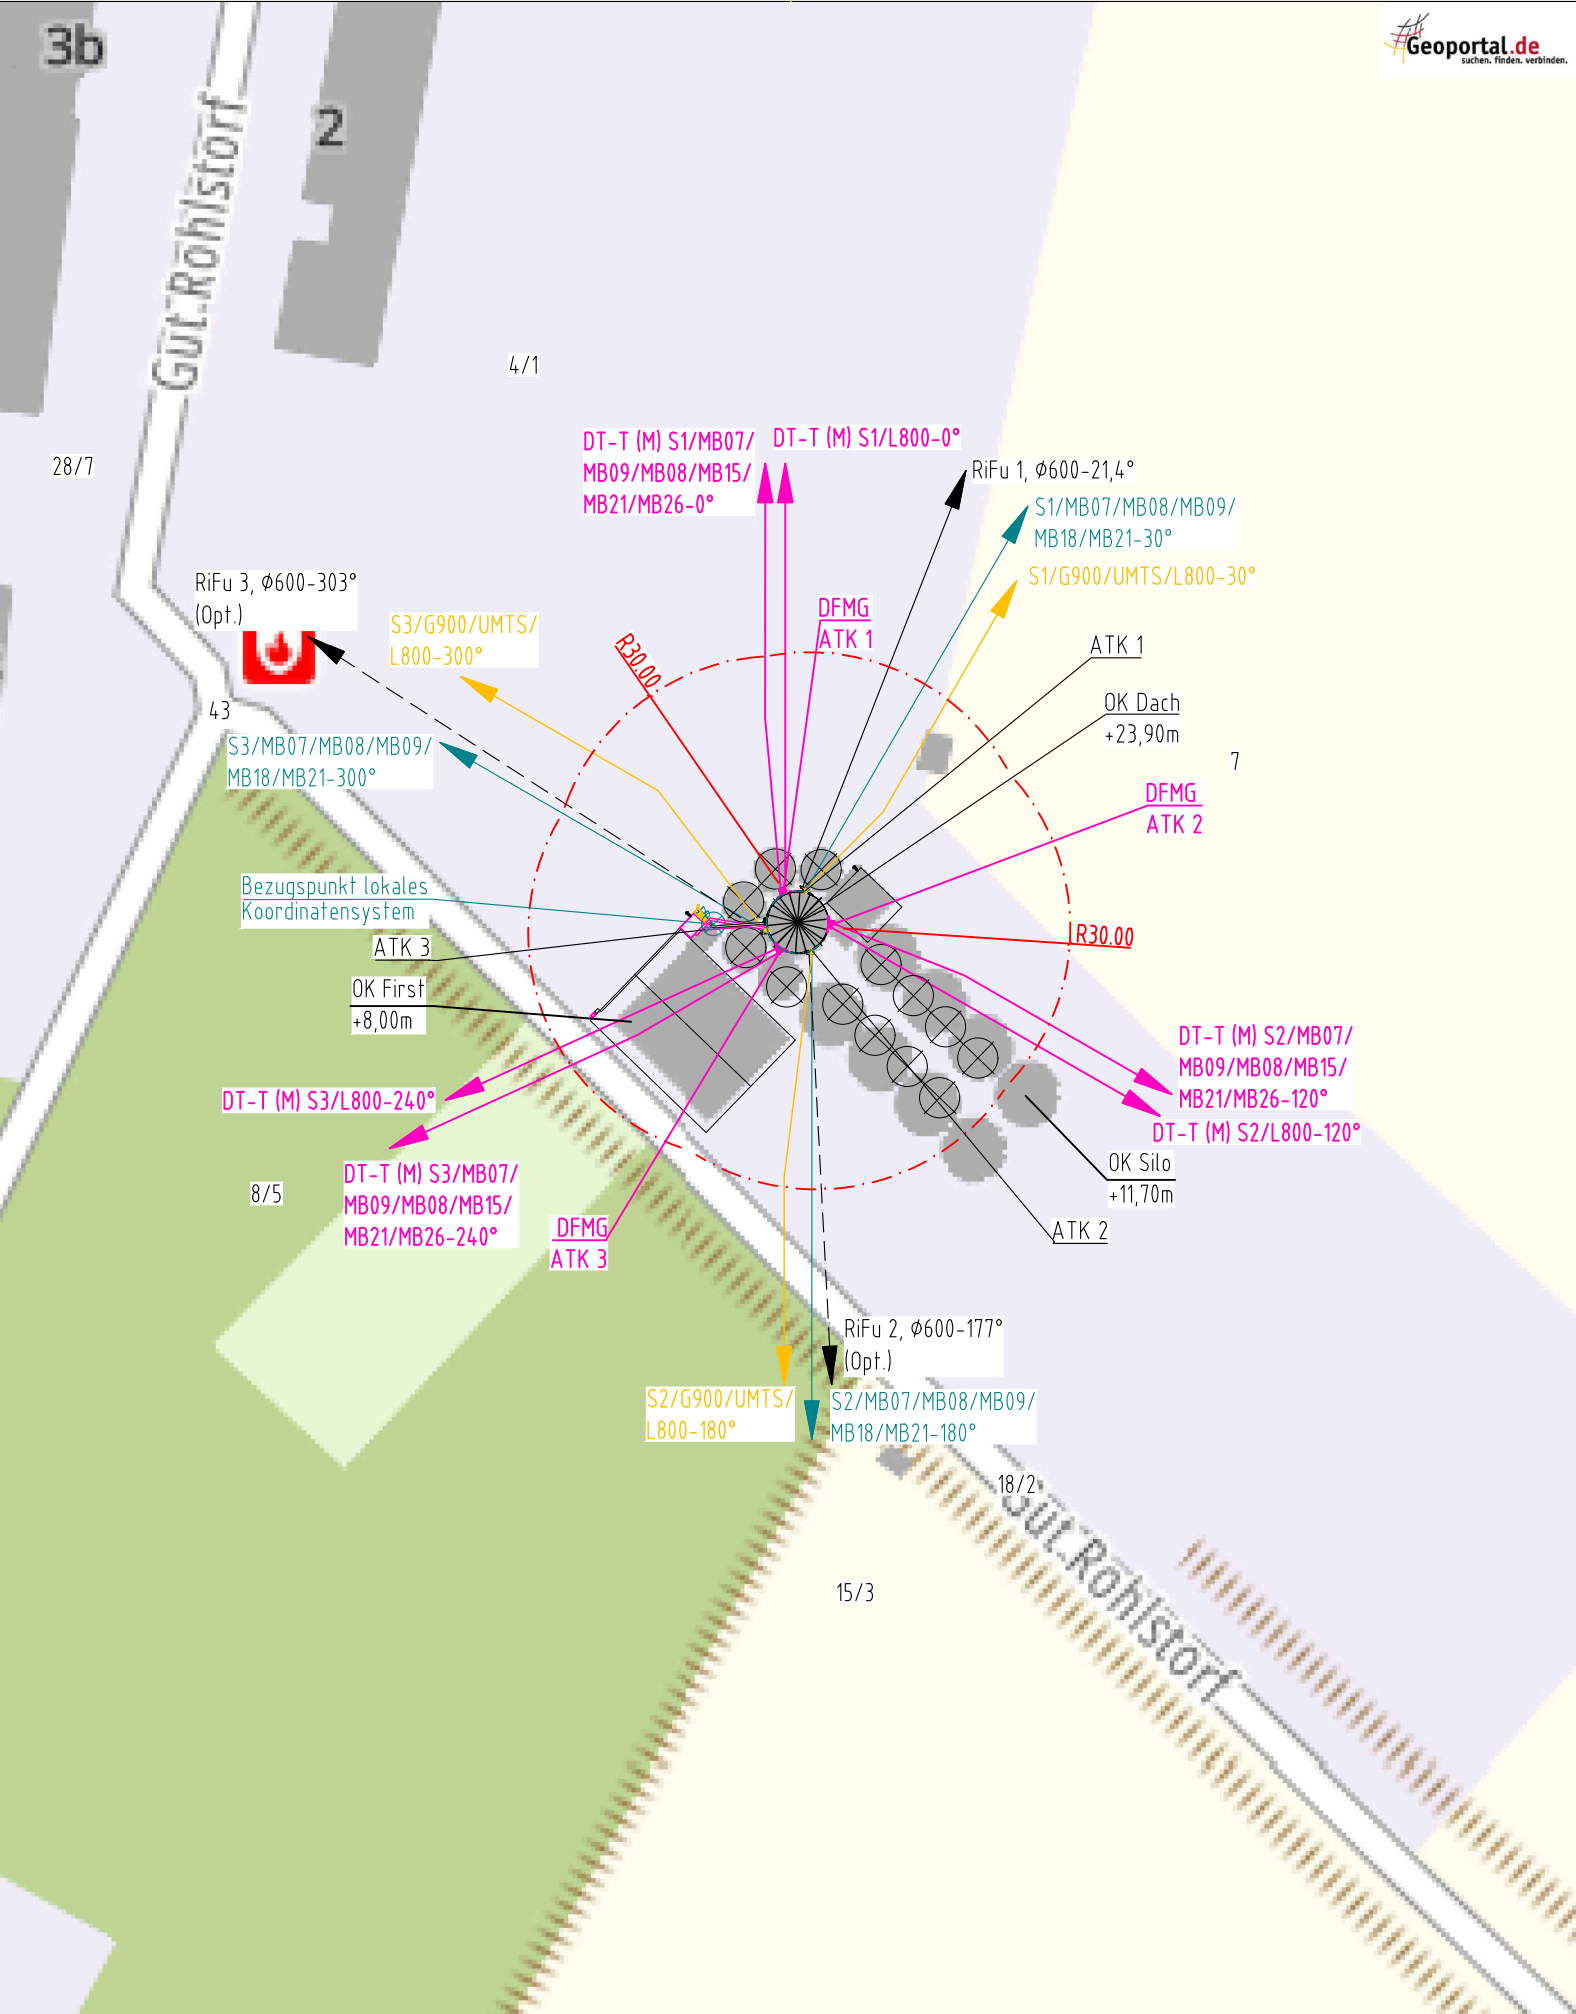 3b
Geoportal.de
suchen. finden. verbinden.
2
Gut Rohlstorf
4/1
28/7
DT-T (M) S1/MB07/
MB09/MB08/MB15/
MB21/MB26-0°
DT-T (M) S1/L800-0°
RiFu 1, Ø600-21,4°
S1/MB07/MB08/MB09/
MB18/MB21-30°
S1/G900/UMTS/L800-30°
RiFu 3, Ø600-303°
(Opt.)
S3/G900/UMTS/
L800-300°
R30.00
DFMG
ATK 1
ATK 1
OK Dach
+23,90m
43
7
S3/MB07/MB08/MB09/
MB18/MB21-300°
DFMG
ATK 2
Bezugspunkt lokales
Koordinatensystem
ATK 3
R30.00
OK First
+8,00m
DT-T (M) S2/MB07/
MB09/MB08/MB15/
MB21/MB26-120°
DT-T (M) S2/L800-120°
DT-T (M) S3/L800-240°
DT-T (M) S3/MB07/
MB09/MB08/MB15/
MB21/MB26-240°
8/5
OK Silo
+11,70m
DFMG
ATK 3
ATK 2
RiFu 2, Ø600-177°
(Opt.)
S2/G900/UMTS/
L800-180°
S2/MB07/MB08/MB09/
MB18/MB21-180°
18/2
Gut Rohlstorf
15/3